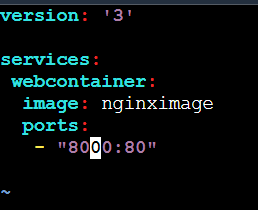 version: '3'
services:
 webcontainer:
  image: nginximage
  ports:
   - "8000:80"
~